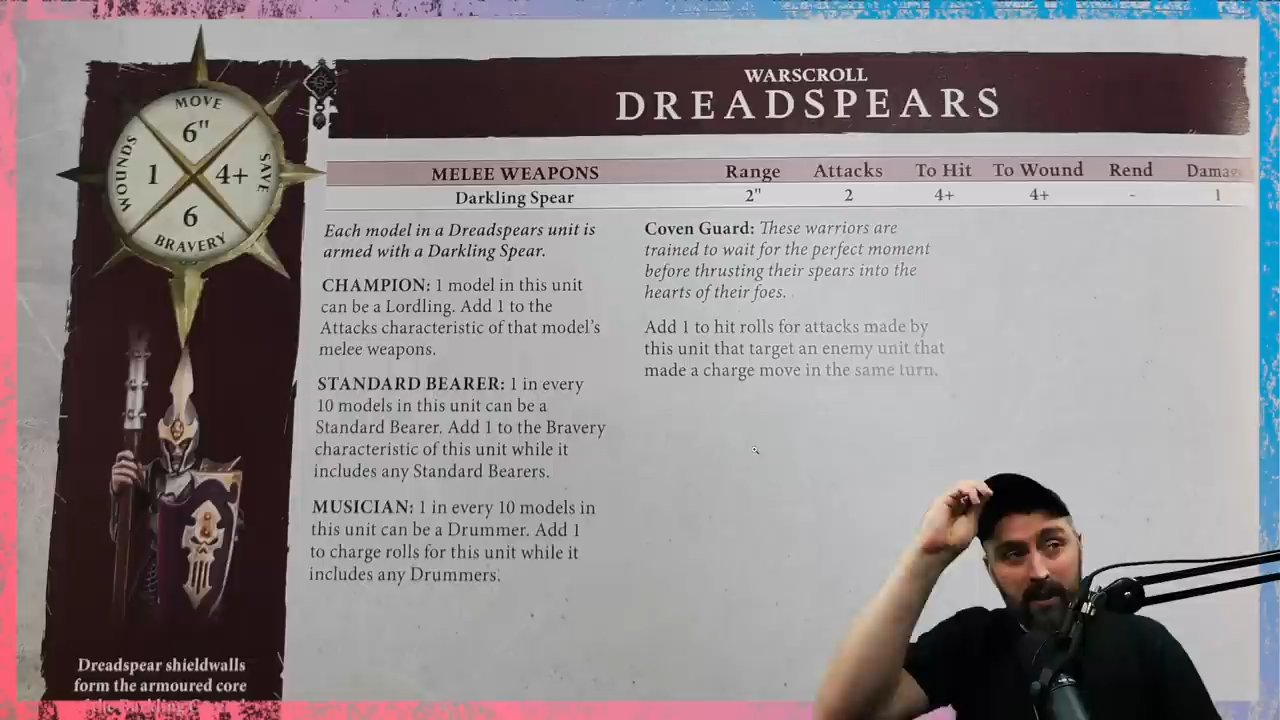 MOVE
6"
WOUNDS
1
4+
SAVE
6
BRAVERY
WARSCROLL
DREADSPEARS
MELEE WEAPONS Range Attacks To Hit To Wound Rend Damag
Darkling Spear 2" 2 4+ 4+ - 1
Each model in a Dreadspears unit is
armed with a Darkling Spear.
CHAMPION: 1 model in this unit
can be a Lordling. Add 1 to the
Attacks characteristic of that model's
melee weapons.
STANDARD BEARER: 1 in every
10 models in this unit can be a
Standard Bearer. Add 1 to the Bravery
characteristic of this unit while it
includes any Standard Bearers.
MUSICIAN: 1 in every 10 models in
this unit can be a Drummer. Add 1
to charge rolls for this unit while it
includes any Drummers.
Coven Guard: These warriors are
trained to wait for the perfect moment
before thrusting their spears into the
hearts of their foes.
Add 1 to hit rolls for attacks made by
this unit that target an enemy unit that
made a charge move in the same turn.
Dreadspear shieldwalls
form the armoured core